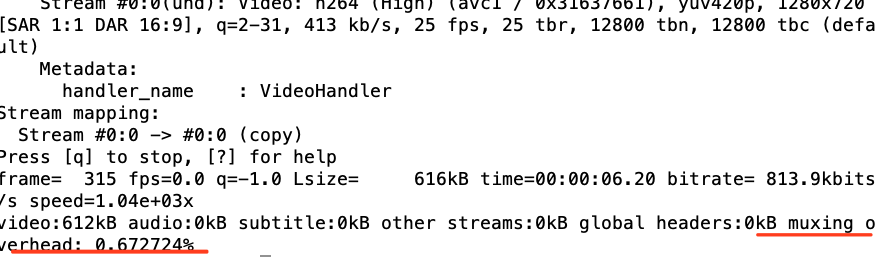 Stream #0:0(und): Video: h264 (High) (avc1 / 0x31637661), yuv420p, 1280x720
[SAR 1:1 DAR 16:9], q=2-31, 413 kb/s, 25 fps, 25 tbr, 12800 tbn, 12800 tbc (defa
ult)
Metadata:
handler_name    : VideoHandler
Stream mapping:
Stream #0:0 -> #0:0 (copy)
Press [q] to stop, [?] for help
frame=  315 fps=0.0 q=-1.0 Lsize=     616kB time=00:00:06.20 bitrate= 813.9kbits
/s speed=1.04e+03x
video:612kB audio:0kB subtitle:0kB other streams:0kB global headers:0kB muxing o
verhead: 0.672724%